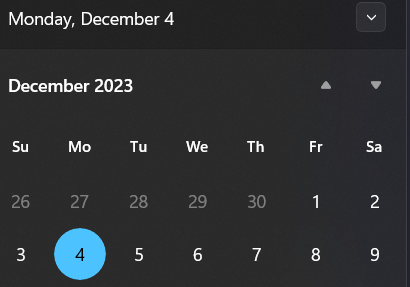 Monday, December 4
December 2023
Su Mo Tu We Th Fr Sa
26 27 28 29 30 1 2
3 4 5 6 7 8 9